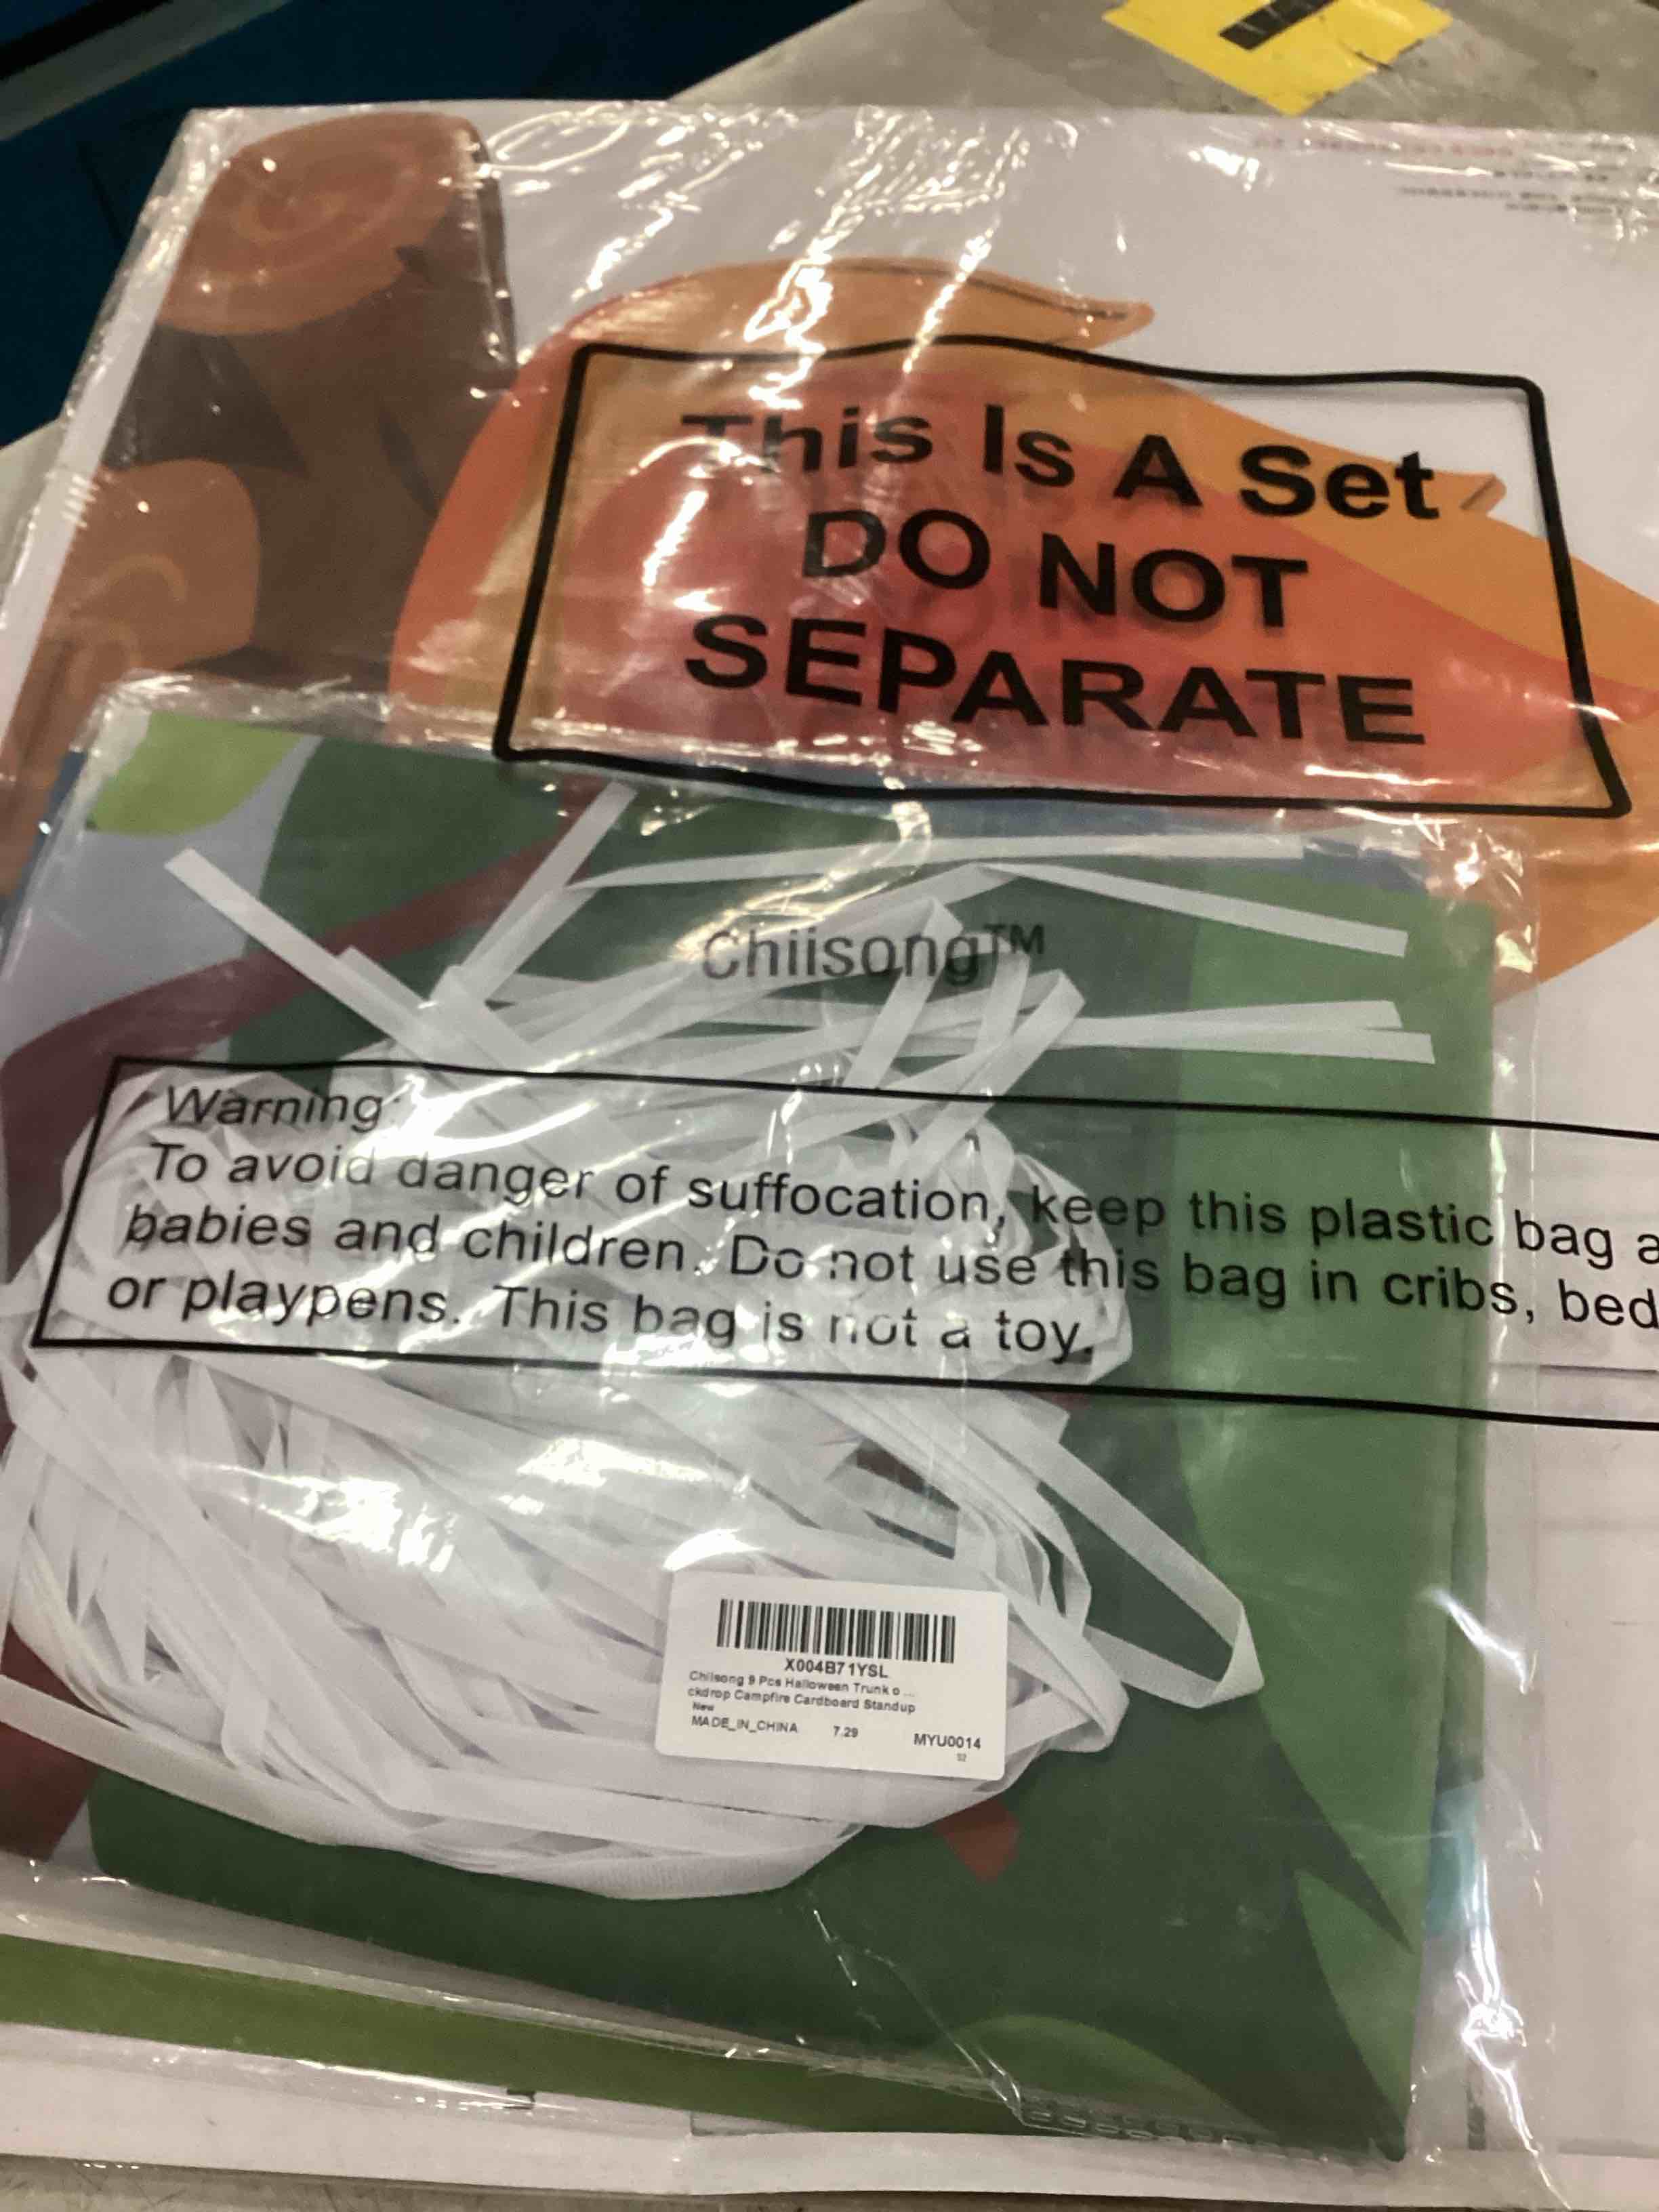 This Is A Set
DO NOT
SEPARATE
Chiisong™
Warning:
To avoid danger of suffocation, keep this plastic bag a
babies and children. Do not use this bag in cribs, bed
or playpens. This bag is not a toy.
X004B71YSL
Chiisong 9 Pcs Halloween Trunk o ...
ckdrop Campfire Cardboard Standup
New
MADE_IN_CHINA 7.29 MYU0014
S2